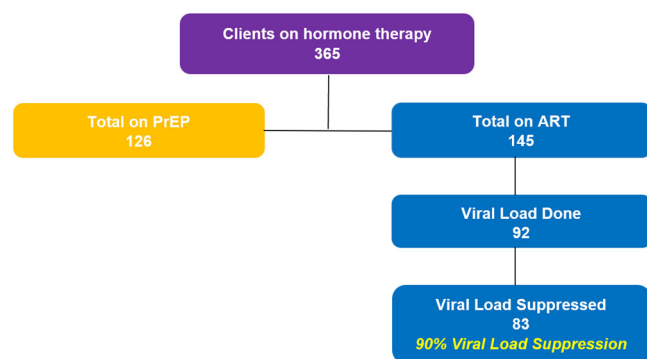 Clients on hormone therapy
365
Total on PrEP
126
Total on ART
145
Viral Load Done
92
Viral Load Suppressed
83
90% Viral Load Suppression